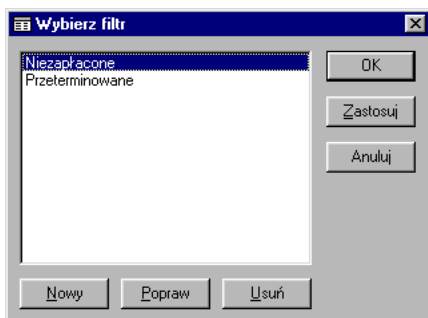 Wybierz filtr
Niezapłacone
Przeterminowane
OK
Zastosuj
Anuluj
Nowy
Popraw
Usuń